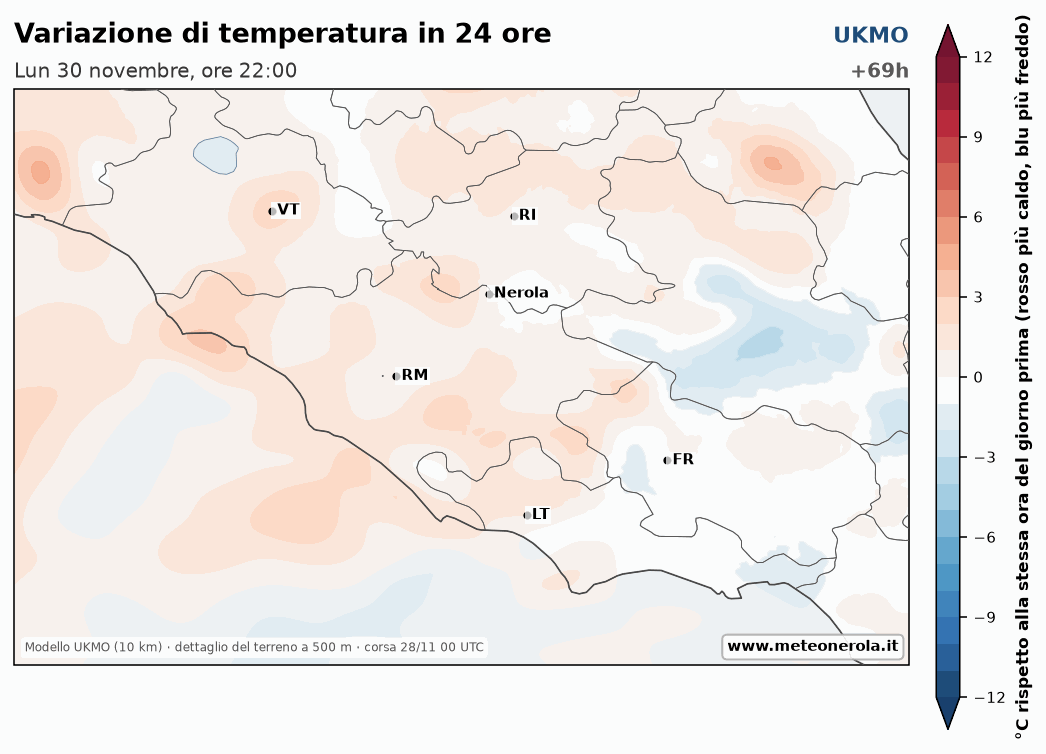 Variazione di temperatura in 24 ore
UKMO
Lun 30 novembre, ore 22:00
+69h
VT
RI
Nerola
RM
FR
LT
Modello UKMO (10 km) · dettaglio del terreno a 500 m · corsa 28/11 00 UTC
www.meteonerola.it
12
9
6
3
0
−3
−6
−9
−12
°C rispetto alla stessa ora del giorno prima (rosso più caldo, blu più freddo)